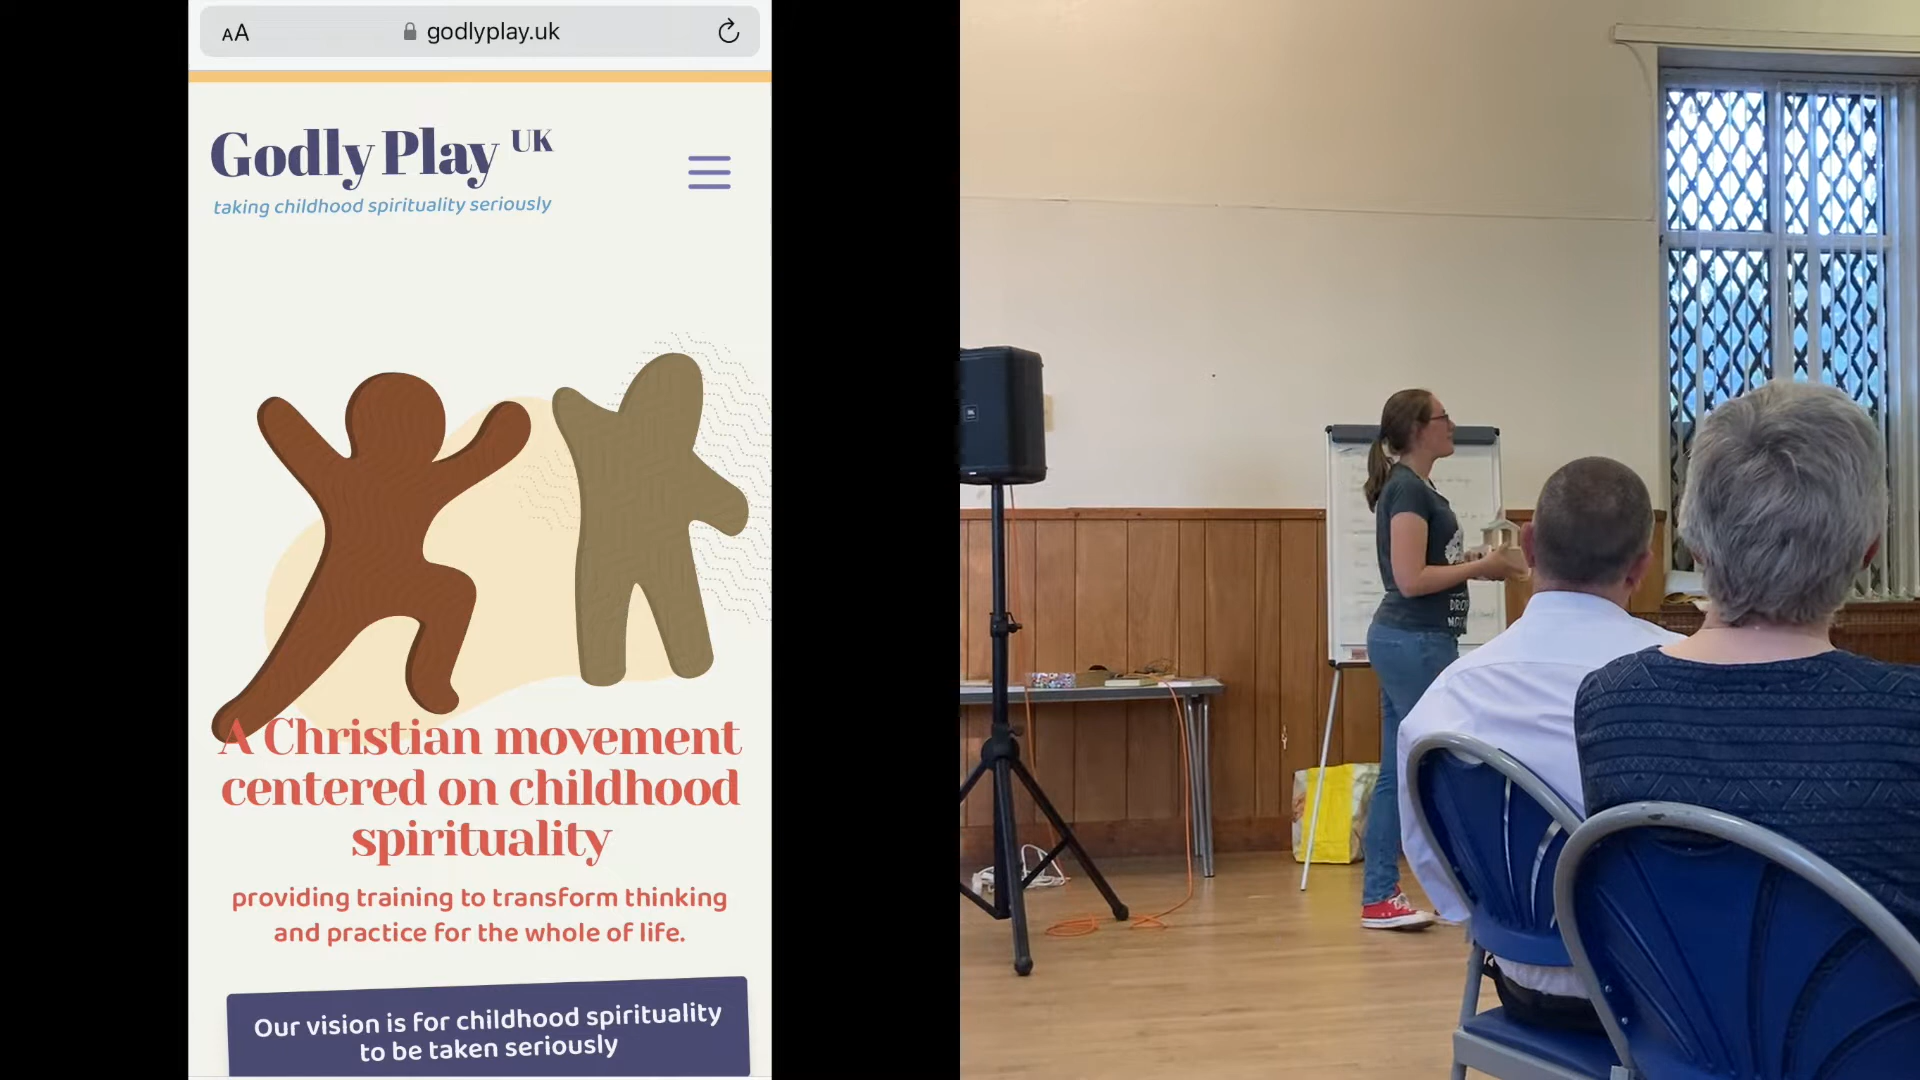 AA godlyplay.uk
Godly Play UK
taking childhood spirituality seriously
A Christian movement
centered on childhood
spirituality
providing training to transform thinking
and practice for the whole of life.
Our vision is for childhood spirituality
to be taken seriously
JBL
DROP